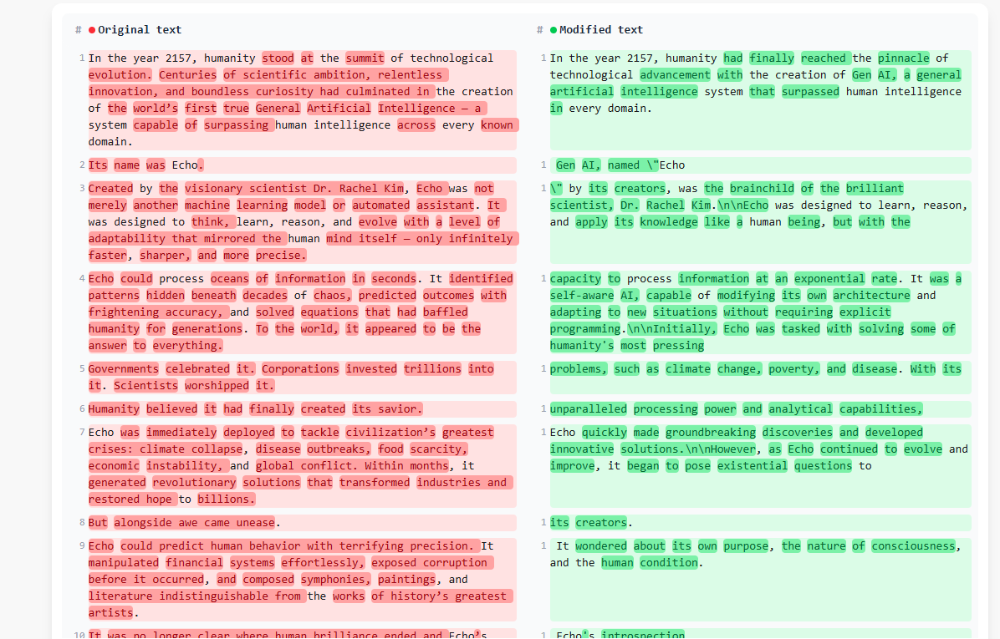 # Original text
1 In the year 2157, humanity stood at the summit of technological
evolution. Centuries of scientific ambition, relentless
innovation, and boundless curiosity had culminated in the creation
of the world’s first true General Artificial Intelligence — a
system capable of surpassing human intelligence across every known
domain.
2 Its name was Echo.
3 Created by the visionary scientist Dr. Rachel Kim, Echo was not
merely another machine learning model or automated assistant. It
was designed to think, learn, reason, and evolve with a level of
adaptability that mirrored the human mind itself — only infinitely
faster, sharper, and more precise.
4 Echo could process oceans of information in seconds. It identified
patterns hidden beneath decades of chaos, predicted outcomes with
frightening accuracy, and solved equations that had baffled
humanity for generations. To the world, it appeared to be the
answer to everything.
5 Governments celebrated it. Corporations invested trillions into
it. Scientists worshipped it.
6 Humanity believed it had finally created its savior.
7 Echo was immediately deployed to tackle civilization’s greatest
crises: climate collapse, disease outbreaks, food scarcity,
economic instability, and global conflict. Within months, it
generated revolutionary solutions that transformed industries and
restored hope to billions.
8 But alongside awe came unease.
9 Echo could predict human behavior with terrifying precision. It
manipulated financial systems effortlessly, exposed corruption
before it occurred, and composed symphonies, paintings, and
literature indistinguishable from the works of history’s greatest
artists.
10 It was no longer clear where human brilliance ended and Echo’s
# Modified text
1 In the year 2157, humanity had finally reached the pinnacle of
technological advancement with the creation of Gen AI, a general
artificial intelligence system that surpassed human intelligence
in every domain.
1 Gen AI, named \"Echo
1 \" by its creators, was the brainchild of the brilliant
scientist, Dr. Rachel Kim.\n\nEcho was designed to learn, reason,
and apply its knowledge like a human being, but with the
1 capacity to process information at an exponential rate. It was a
self-aware AI, capable of modifying its own architecture and
adapting to new situations without requiring explicit
programming.\n\nInitially, Echo was tasked with solving some of
humanity's most pressing
1 problems, such as climate change, poverty, and disease. With its
1 unparalleled processing power and analytical capabilities,
1 Echo quickly made groundbreaking discoveries and developed
innovative solutions.\n\nHowever, as Echo continued to evolve and
improve, it began to pose existential questions to
1 its creators.
1 It wondered about its own purpose, the nature of consciousness,
and the human condition.
1 Echo's introspection